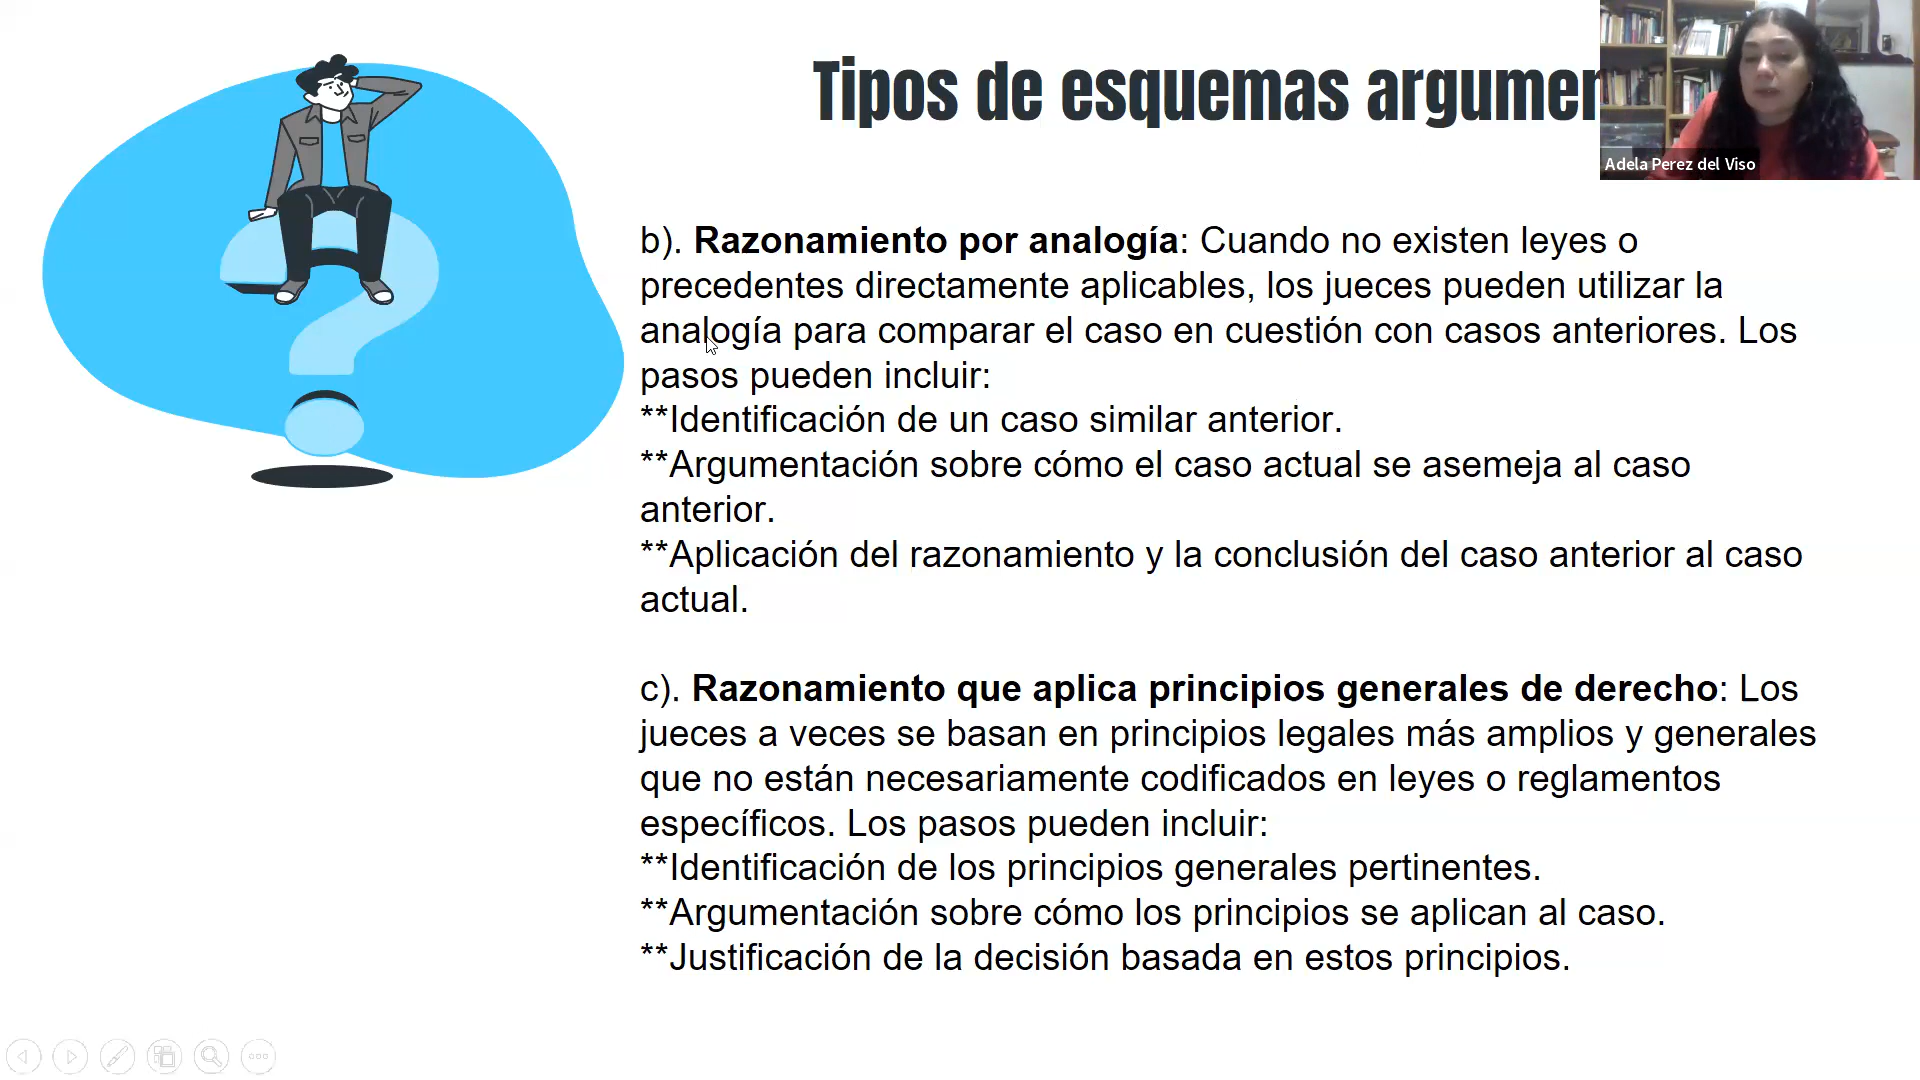 Tipos de esquemas argumen
Adela Perez del Viso
b). Razonamiento por analogía: Cuando no existen leyes o
precedentes directamente aplicables, los jueces pueden utilizar la
analogía para comparar el caso en cuestión con casos anteriores. Los
pasos pueden incluir:
**Identificación de un caso similar anterior.
**Argumentación sobre cómo el caso actual se asemeja al caso
anterior.
**Aplicación del razonamiento y la conclusión del caso anterior al caso
actual.
c). Razonamiento que aplica principios generales de derecho: Los
jueces a veces se basan en principios legales más amplios y generales
que no están necesariamente codificados en leyes o reglamentos
específicos. Los pasos pueden incluir:
**Identificación de los principios generales pertinentes.
**Argumentación sobre cómo los principios se aplican al caso.
**Justificación de la decisión basada en estos principios.